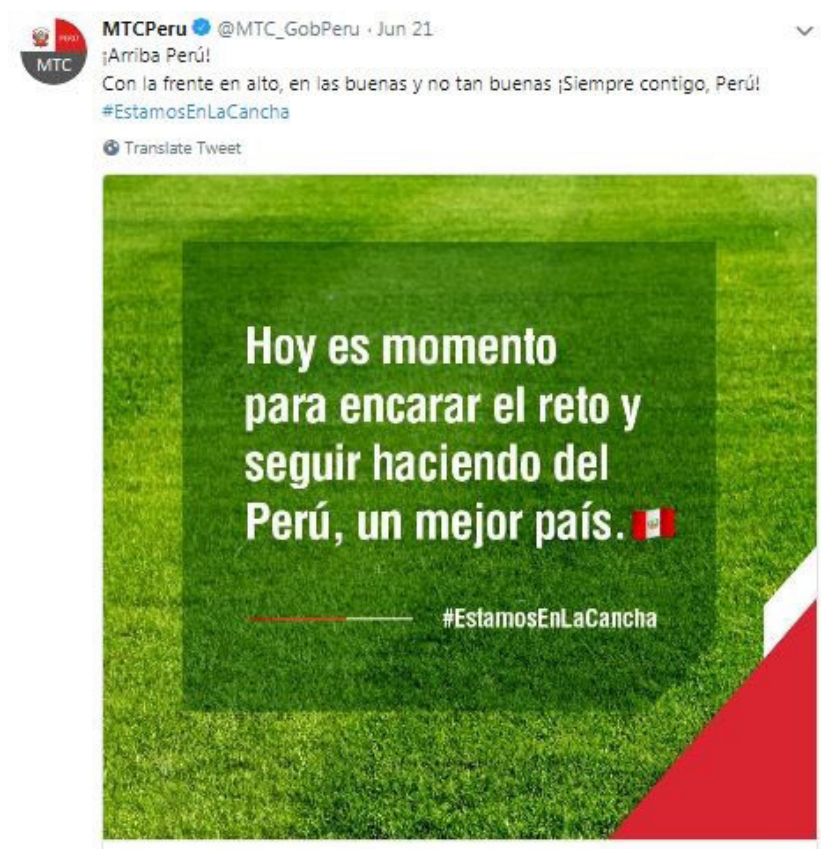 MTCPeru @MTC_GobPeru · Jun 21
¡Arriba Perú!
Con la frente en alto, en las buenas y no tan buenas ¡Siempre contigo, Perú!
#EstamosEnLaCancha
Translate Tweet
PERÚ
MTC
Hoy es momento
para encarar el reto y
seguir haciendo del
Perú, un mejor país.
#EstamosEnLaCancha